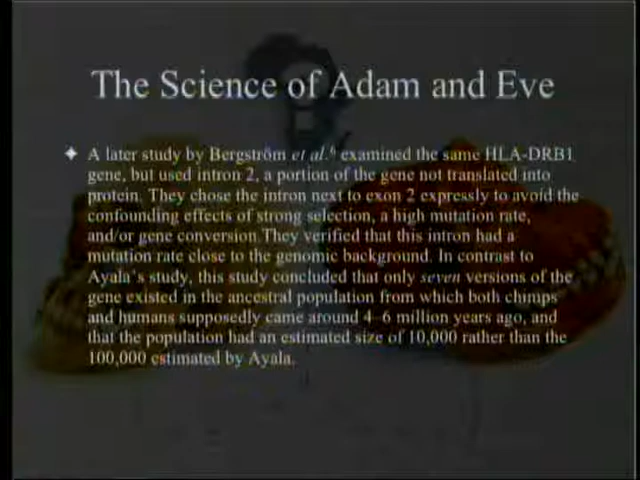 The Science of Adam and Eve
✦ A later study by Bergström et al.⁶ examined the same HLA-DRB1
gene, but used intron 2, a portion of the gene not translated into
protein. They chose the intron next to exon 2 expressly to avoid the
confounding effects of strong selection, a high mutation rate,
and/or gene conversion.They verified that this intron had a
mutation rate close to the genomic background. In contrast to
Ayala's study, this study concluded that only seven versions of the
gene existed in the ancestral population from which both chimps
and humans supposedly came around 4–6 million years ago, and
that the population had an estimated size of 10,000 rather than the
100,000 estimated by Ayala.